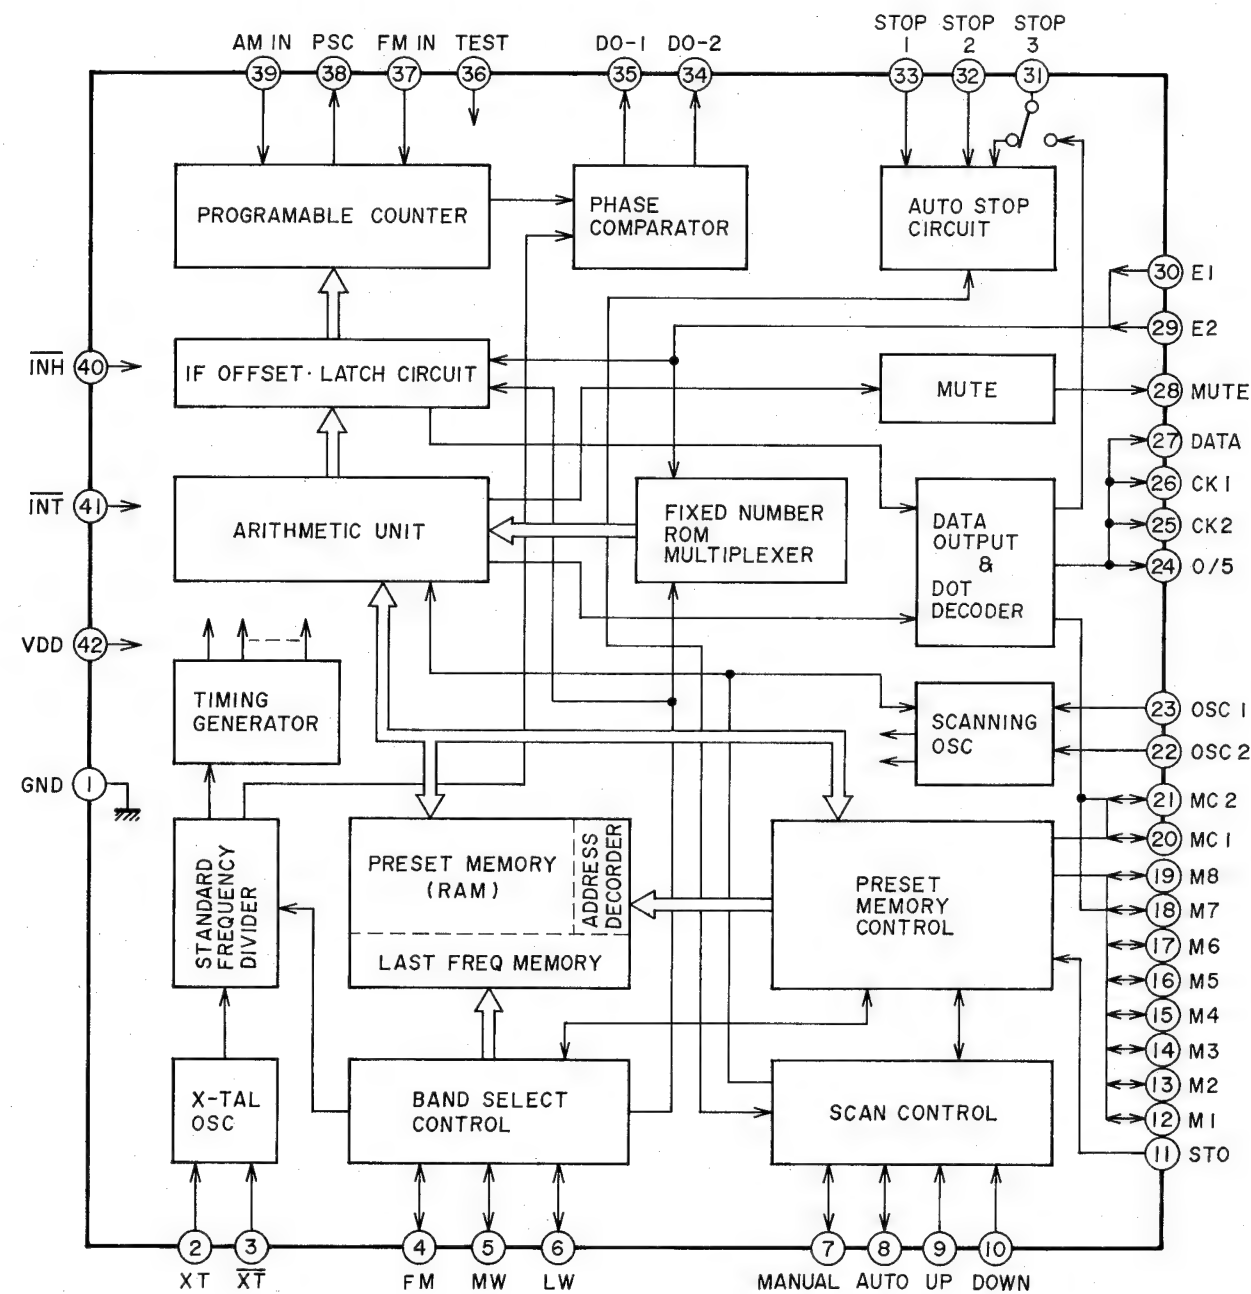 AM IN PSC FM IN TEST DO-1 DO-2 STOP 1 STOP 2 STOP 3
39 38 37 36 35 34 33 32 31
PROGRAMABLE COUNTER
PHASE
COMPARATOR
AUTO STOP
CIRCUIT
30 E1
29 E2
INH 40
IF OFFSET · LATCH CIRCUIT
MUTE
28 MUTE
27 DATA
26 CK1
25 CK2
24 O/5
INT 41
ARITHMETIC UNIT
FIXED NUMBER
ROM
MULTIPLEXER
DATA
OUTPUT
&
DOT
DECODER
VDD 42
TIMING
GENERATOR
SCANNING
OSC
23 OSC 1
22 OSC 2
GND 1
21 MC 2
20 MC 1
STANDARD
FREQUENCY
DIVIDER
PRESET MEMORY
(RAM)
ADDRESS
DECORDER
LAST FREQ MEMORY
PRESET
MEMORY
CONTROL
19 M8
18 M7
17 M6
16 M5
15 M4
14 M3
13 M2
12 M1
11 STO
X-TAL
OSC
BAND SELECT
CONTROL
SCAN CONTROL
2 3 4 5 6 7 8 9 10
XT XT FM MW LW MANUAL AUTO UP DOWN